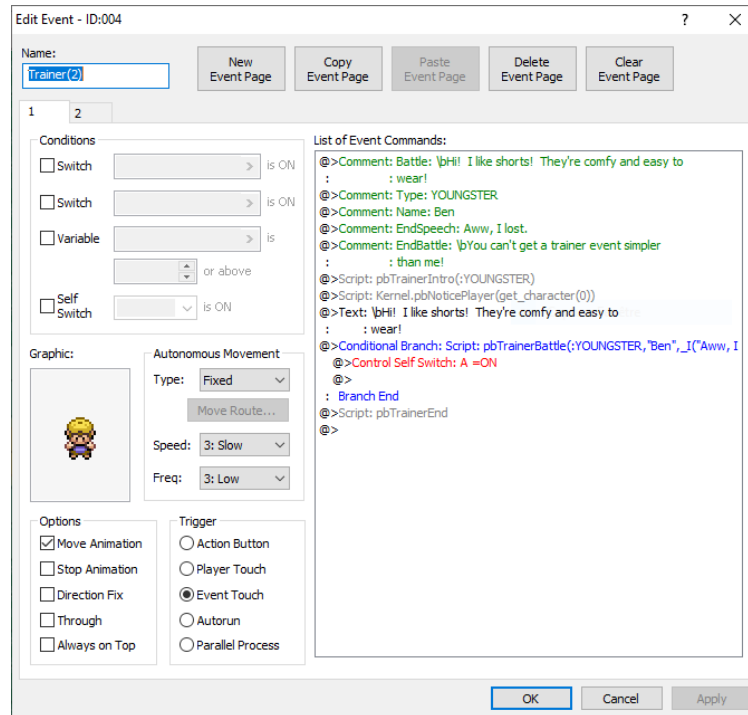 Edit Event - ID:004
? X
Name:
Trainer(2)
New
Event Page
Copy
Event Page
Paste
Event Page
Delete
Event Page
Clear
Event Page
1 2
Conditions
Switch > is ON
Switch > is ON
Variable > is
or above
Self
Switch
is ON
Graphic:
Autonomous Movement
Type: Fixed
Move Route...
Speed: 3: Slow
Freq: 3: Low
Options
Move Animation
Stop Animation
Direction Fix
Through
Always on Top
Trigger
Action Button
Player Touch
Event Touch
Autorun
Parallel Process
List of Event Commands:
@>Comment: Battle: \bHi!  I like shorts!  They're comfy and easy to
 :             : wear!
@>Comment: Type: YOUNGSTER
@>Comment: Name: Ben
@>Comment: EndSpeech: Aww, I lost.
@>Comment: EndBattle: \bYou can't get a trainer event simpler
 :             : than me!
@>Script: pbTrainerIntro(:YOUNGSTER)
@>Script: Kernel.pbNoticePlayer(get_character(0))
@>Text: \bHi!  I like shorts!  They're comfy and easy to
 :       : wear!
@>Conditional Branch: Script: pbTrainerBattle(:YOUNGSTER,"Ben",_I("Aww, I
@>Control Self Switch: A =ON
@>
 :  Branch End
@>Script: pbTrainerEnd
@>
OK
Cancel
Apply